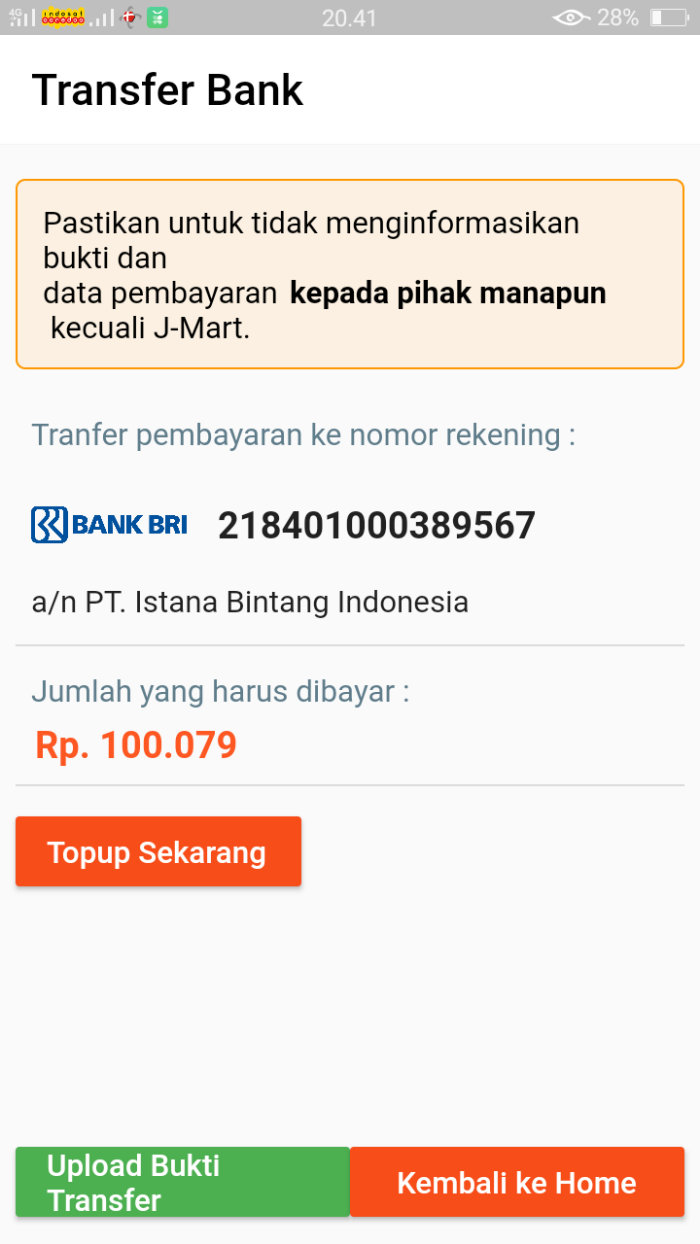 4G indosat ooredoo 20.41 28%
Transfer Bank
Pastikan untuk tidak menginformasikan
bukti dan
data pembayaran kepada pihak manapun
kecuali J-Mart.
Tranfer pembayaran ke nomor rekening :
BANK BRI 218401000389567
a/n PT. Istana Bintang Indonesia
Jumlah yang harus dibayar :
Rp. 100.079
Topup Sekarang
Upload Bukti
Transfer
Kembali ke Home